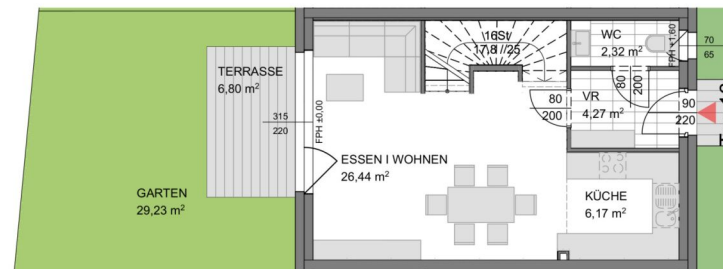 16St
17,8 // 25
WC
2,32 m²
FPH +1,60
70
65
TERRASSE
6,80 m²
80
200
VR
4,27 m²
80
200
90
220
315
220
FPH ±0,00
ESSEN I WOHNEN
26,44 m²
GARTEN
29,23 m²
KÜCHE
6,17 m²